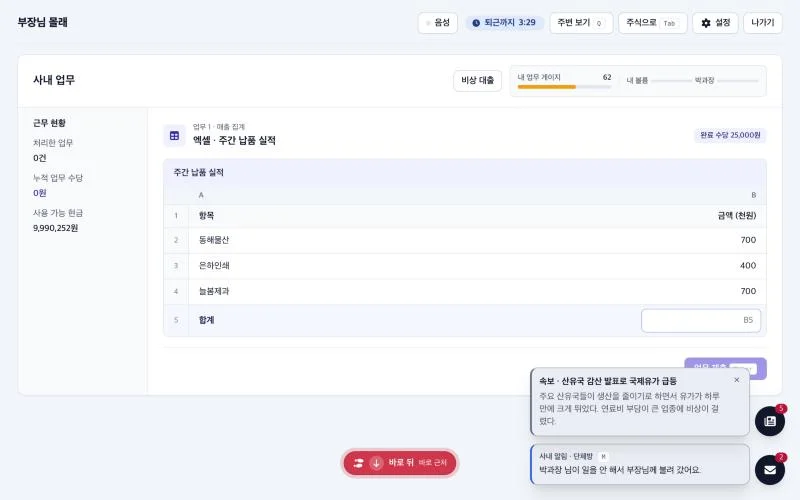 부장님 몰래
음성
퇴근까지 3:29
주변 보기 Q
주식으로 Tab
설정
나가기
사내 업무
비상 대출
내 업무 게이지 62
내 볼륨
박과장
근무 현황
처리한 업무
0건
누적 업무 수당
0원
사용 가능 현금
9,990,252원
업무 1 · 매출 집계
엑셀 · 주간 납품 실적
완료 수당 25,000원
주간 납품 실적
A B
1 항목 금액 (천원)
2 동해물산 700
3 은하인쇄 400
4 늘봄제과 700
5 합계 B5
속보 · 산유국 감산 발표로 국제유가 급등
주요 산유국들이 생산을 줄이기로 하면서 유가가 하루
만에 크게 뛰었다. 연료비 부담이 큰 업종에 비상이 걸
렸다.
5
사내 알림 · 단체방 M
박과장 님이 일을 안 해서 부장님께 불려 갔어요.
2
바로 뒤 바로 근처